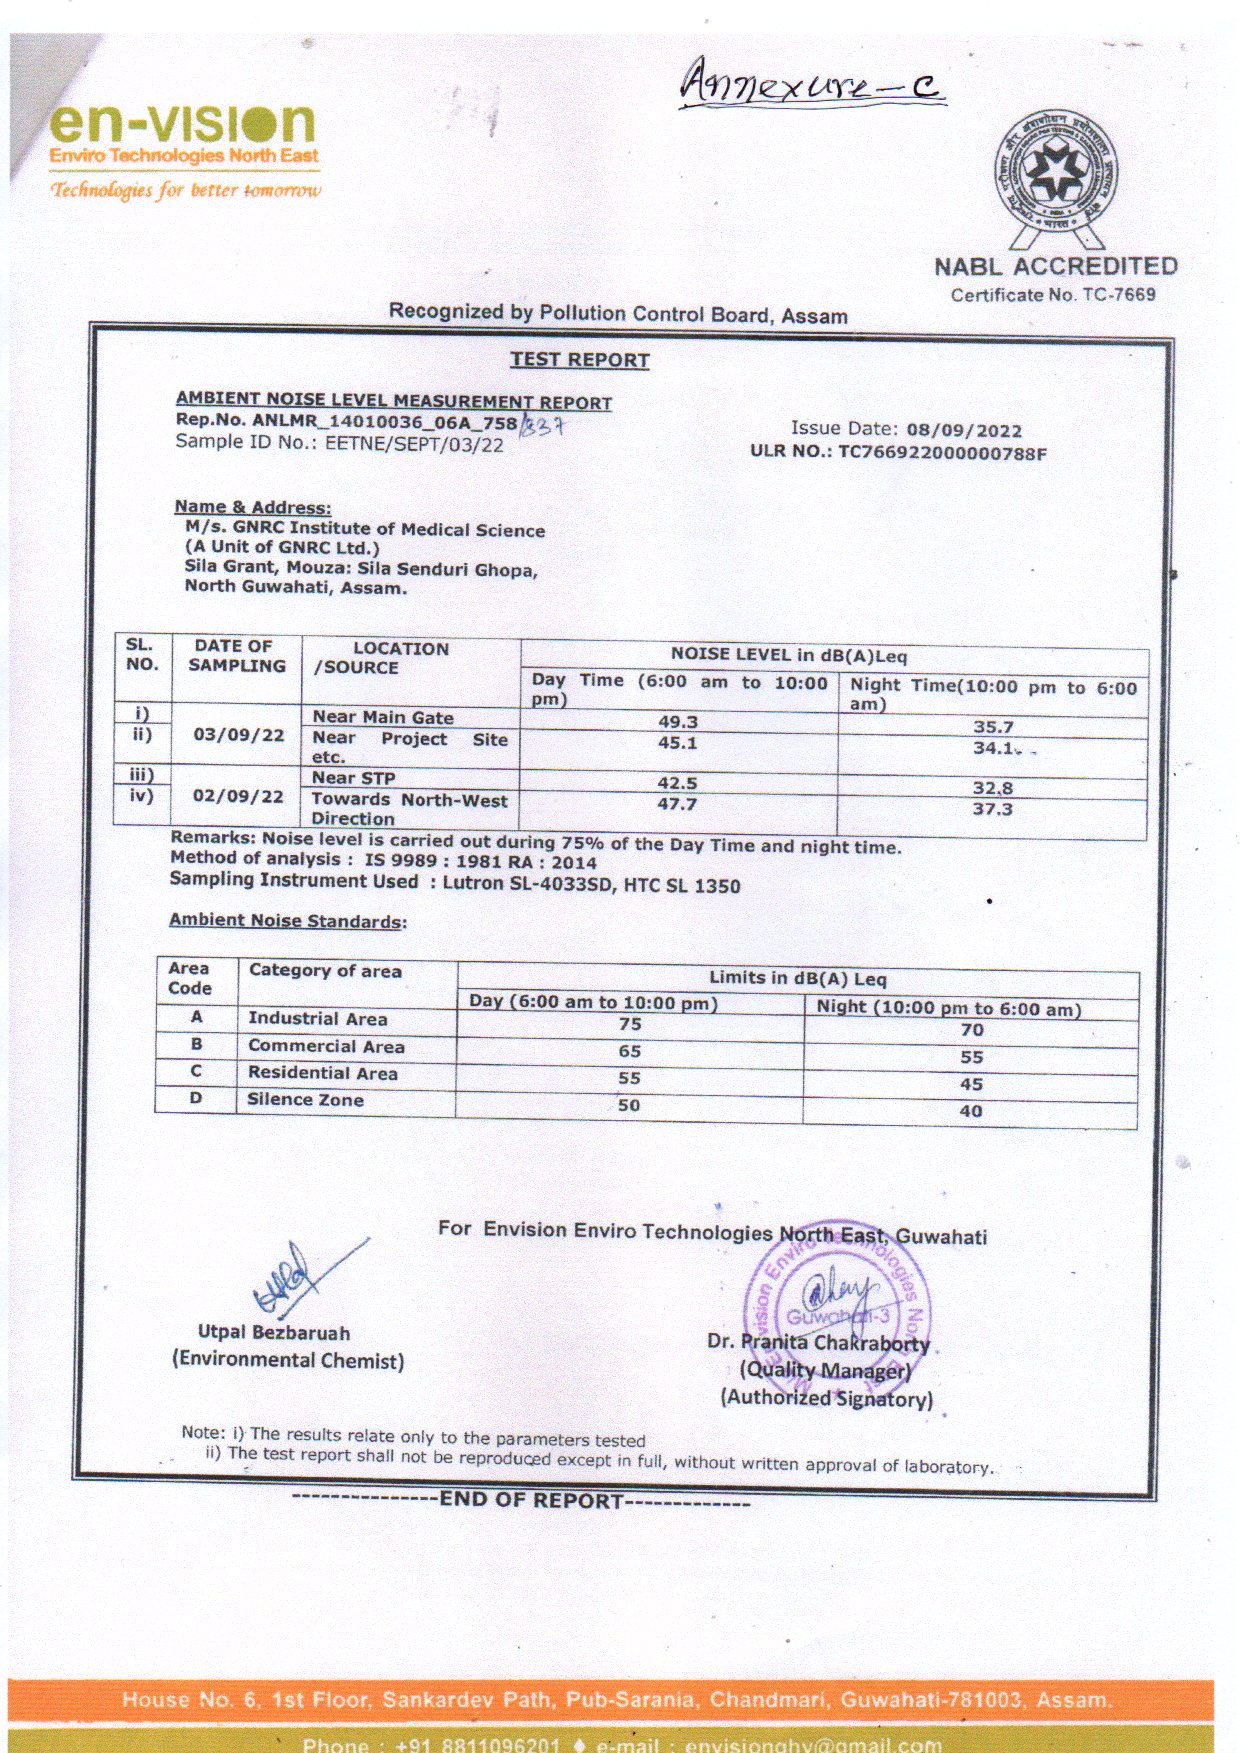 Annexure - C
en-vision
Enviro Technologies North East
Technologies for better tomorrow
NABL ACCREDITED
Certificate No. TC-7669
Recognized by Pollution Control Board, Assam
TEST REPORT
AMBIENT NOISE LEVEL MEASUREMENT REPORT
Rep.No. ANLMR_14010036_06A_758/337
Issue Date: 08/09/2022
Sample ID No.: EETNE/SEPT/03/22
ULR NO.: TC766922000000788F
Name & Address:
M/s. GNRC Institute of Medical Science
(A Unit of GNRC Ltd.)
Sila Grant, Mouza: Sila Senduri Ghopa,
North Guwahati, Assam.
SL. NO. DATE OF SAMPLING LOCATION /SOURCE NOISE LEVEL in dB(A)Leq
Day Time (6:00 am to 10:00 pm) Night Time(10:00 pm to 6:00 am)
i) 03/09/22 Near Main Gate 49.3 35.7
ii) Near Project Site etc. 45.1 34.1
iii) 02/09/22 Near STP 42.5 32.8
iv) Towards North-West Direction 47.7 37.3
Remarks: Noise level is carried out during 75% of the Day Time and night time.
Method of analysis : IS 9989 : 1981 RA : 2014
Sampling Instrument Used : Lutron SL-4033SD, HTC SL 1350
Ambient Noise Standards:
Area Code Category of area Limits in dB(A) Leq
Day (6:00 am to 10:00 pm) Night (10:00 pm to 6:00 am)
A Industrial Area 75 70
B Commercial Area 65 55
C Residential Area 55 45
D Silence Zone 50 40
For Envision Enviro Technologies North East, Guwahati
Guwahati-3
Utpal Bezbaruah
(Environmental Chemist)
Dr. Pranita Chakraborty
(Quality Manager)
(Authorized Signatory)
Note: i) The results relate only to the parameters tested
ii) The test report shall not be reproduced except in full, without written approval of laboratory.
---------------END OF REPORT-------------
House No. 6, 1st Floor, Sankardev Path, Pub-Sarania, Chandmari, Guwahati-781003, Assam.
Phone : +91 8811096201 ♦ e-mail : envisionghy@gmail.com